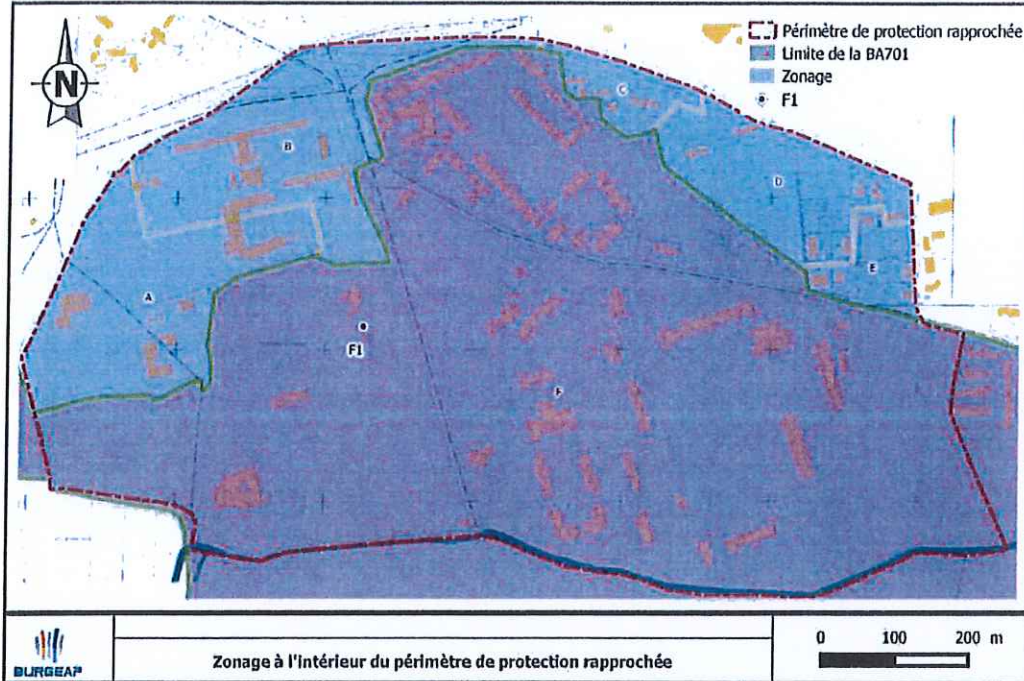 Périmètre de protection rapprochée
Limite de la BA701
Zonage
F1
N
C
B
D
E
A
F1
F
BURGEAP
Zonage à l'intérieur du périmètre de protection rapprochée
0 100 200 m